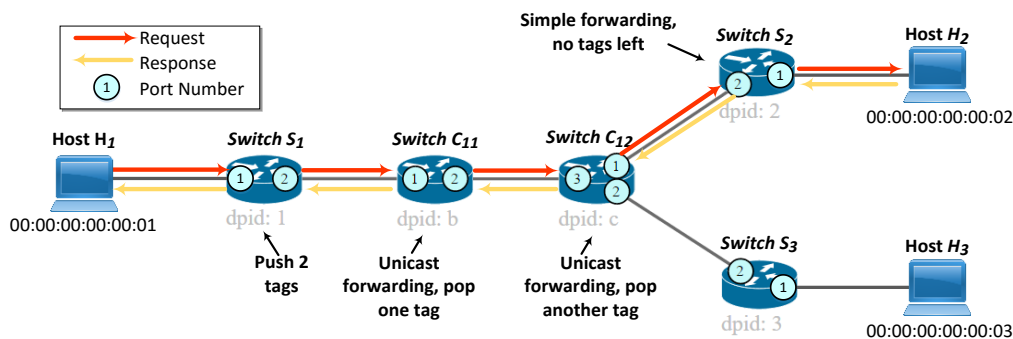 Request
Response
1 Port Number
Simple forwarding,
no tags left
Switch S2
Host H2
2
1
dpid: 2
00:00:00:00:00:02
Host H1
Switch S1
Switch C11
Switch C12
1
2
1
2
3
1
2
00:00:00:00:00:01
dpid: 1
dpid: b
dpid: c
Push 2
tags
Unicast
forwarding, pop
one tag
Unicast
forwarding, pop
another tag
Switch S3
Host H3
2
1
dpid: 3
00:00:00:00:00:03